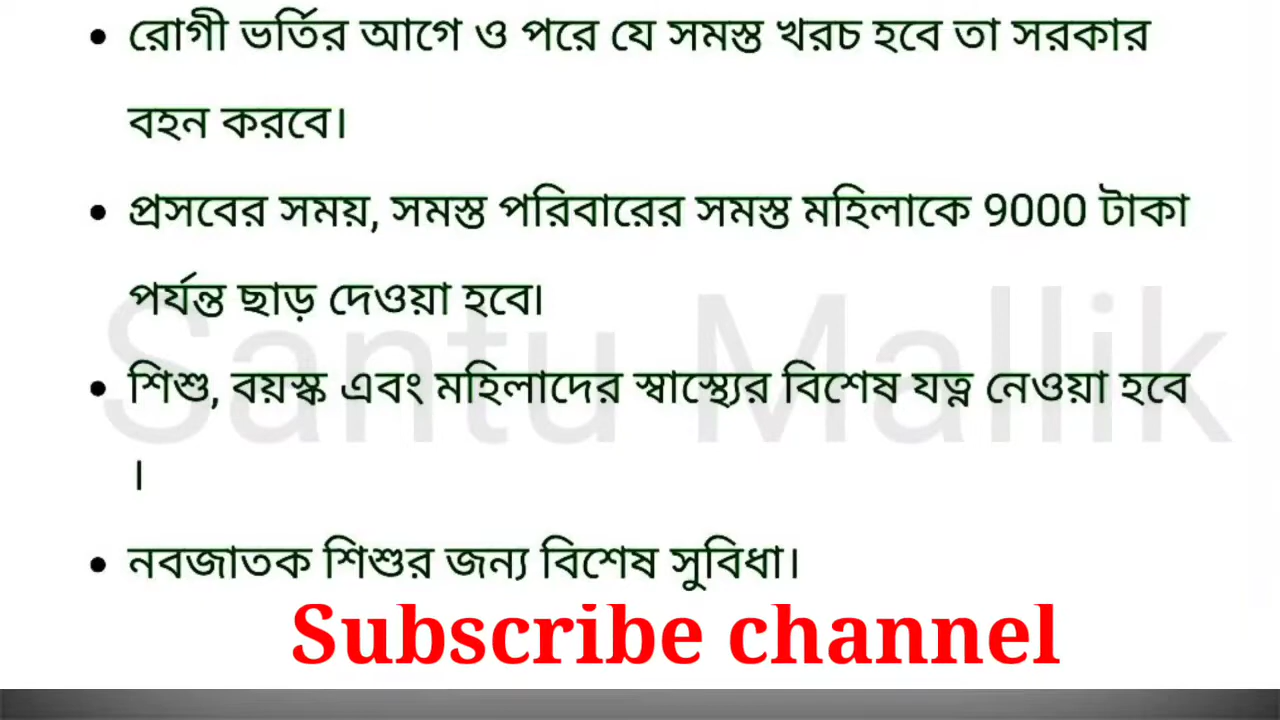 • রোগী ভর্তির আগে ও পরে যে সমস্ত খরচ হবে তা সরকার
বহন করবে।
• প্রসবের সময়, সমস্ত পরিবারের সমস্ত মহিলাকে 9000 টাকা
পর্যন্ত ছাড় দেওয়া হবে।
Santu Mallik
• শিশু, বয়স্ক এবং মহিলাদের স্বাস্থ্যের বিশেষ যত্ন নেওয়া হবে
।
• নবজাতক শিশুর জন্য বিশেষ সুবিধা।
Subscribe channel